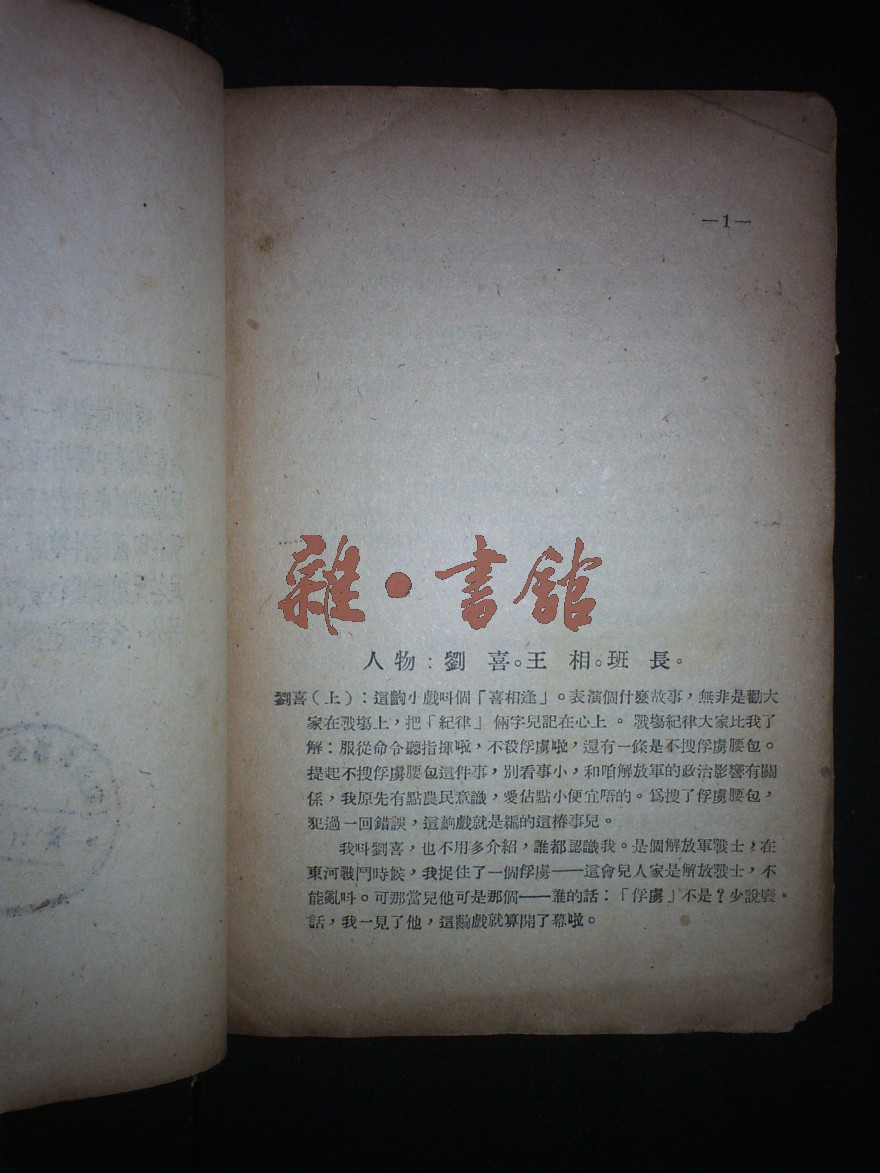 —1—
雜·書舘
人物：劉 喜。王 相。班 長。
劉喜（上）：這齣小戲呌個「喜相逢」。表演個什麽故事，無非是勸大
家在戰場上，把「紀律」倆字兒記在心上。戰場紀律大家比我了
解：服從命令聽指揮啦，不殺俘虜啦，還有一條是不搜俘虜腰包。
提起不搜俘虜腰包這件事，別看事小，和咱解放軍的政治影響有關
係，我原先有點農民意識，愛佔點小便宜唔的。爲搜了俘虜腰包，
犯過一回錯誤，這齣戲就是編的這樁事兒。
我呌劉喜，也不用多介紹，誰都認識我。是個解放軍戰士，在
東河戰鬥時候，我捉住了一個俘虜——這會兒人家是解放戰士，不
能亂呌。可那當兒他可是那個——誰的話：「俘虜」不是？少說廢
話，我一見了他，這齣戲就算開了幕啦。